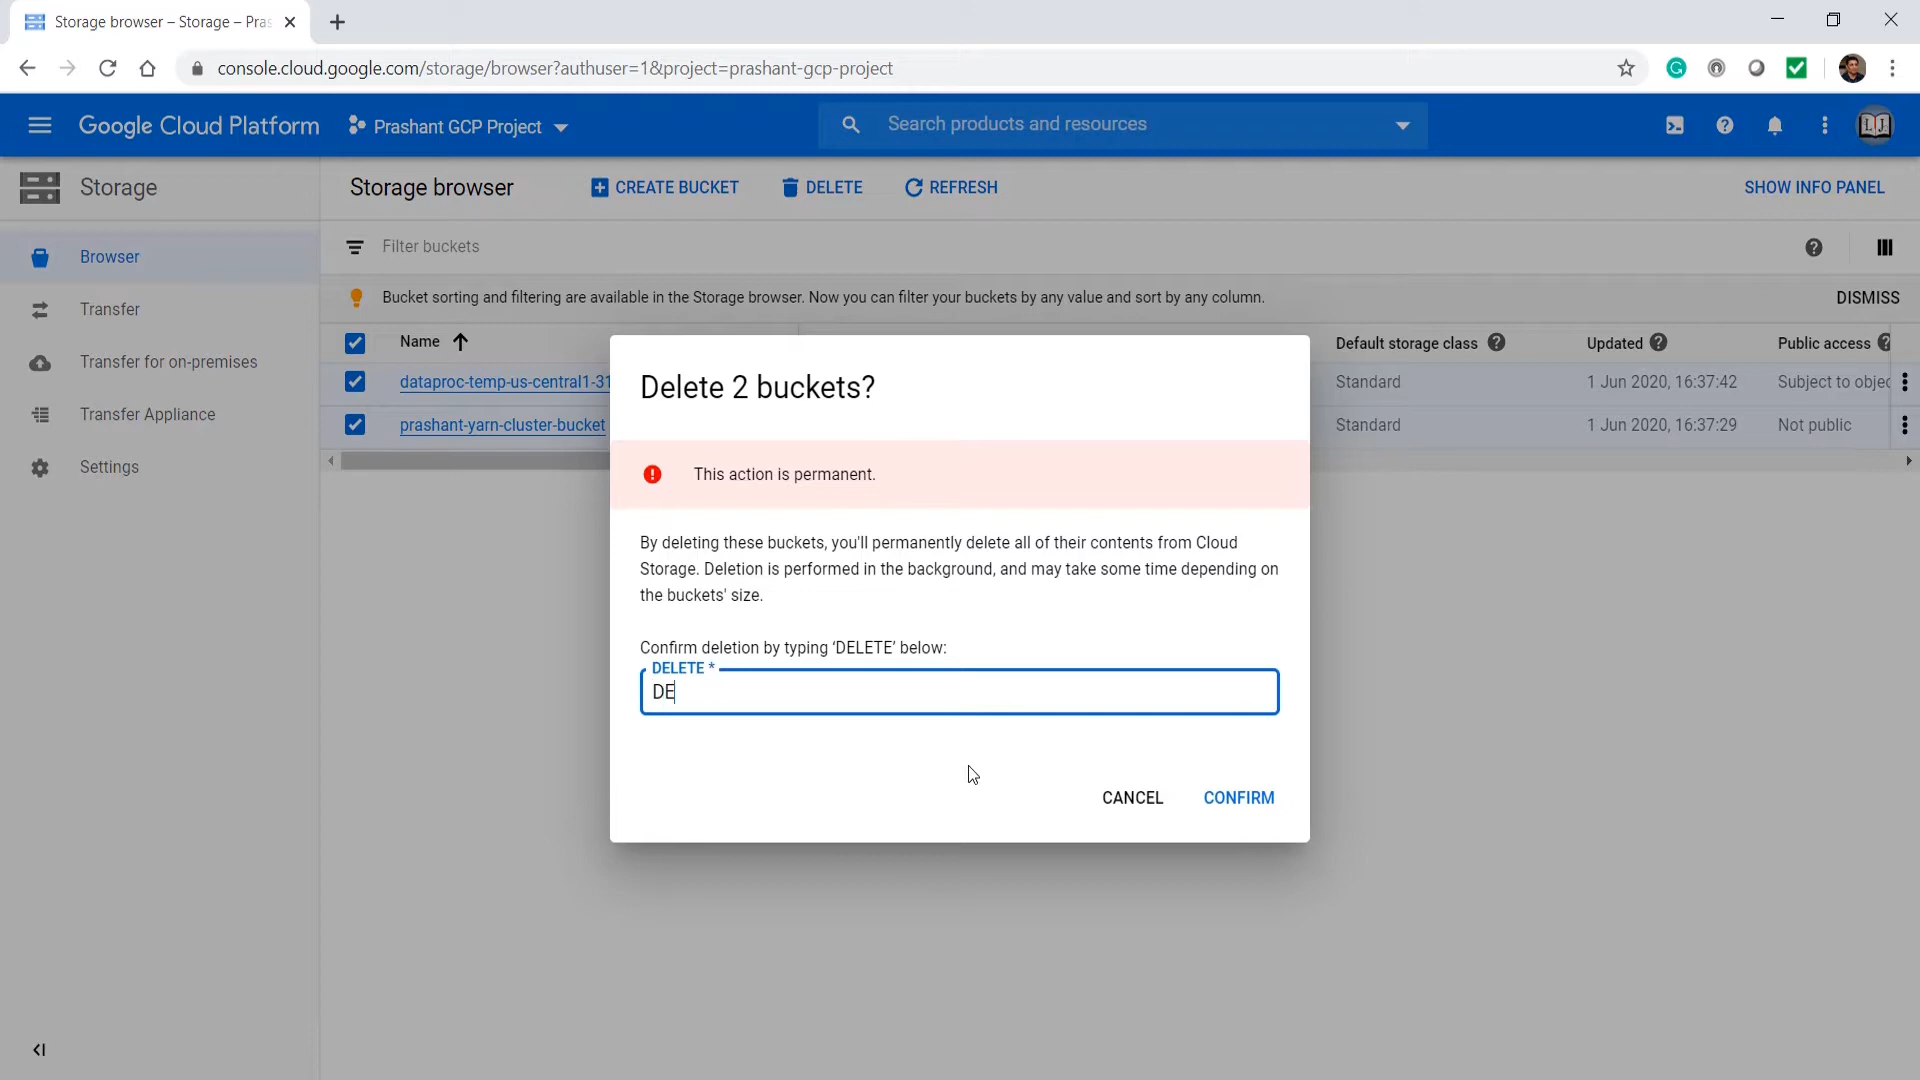 Storage browser – Storage – Pras
console.cloud.google.com/storage/browser?authuser=1&project=prashant-gcp-project
Google Cloud Platform
Prashant GCP Project
Search products and resources
Storage
Storage browser
CREATE BUCKET
DELETE
REFRESH
SHOW INFO PANEL
Browser
Transfer
Transfer for on-premises
Transfer Appliance
Settings
Filter buckets
Bucket sorting and filtering are available in the Storage browser. Now you can filter your buckets by any value and sort by any column.
DISMISS
Name
Default storage class
Updated
Public access
dataproc-temp-us-central1-31
Standard
1 Jun 2020, 16:37:42
Subject to objec
prashant-yarn-cluster-bucket
Standard
1 Jun 2020, 16:37:29
Not public
Delete 2 buckets?
This action is permanent.
By deleting these buckets, you'll permanently delete all of their contents from Cloud
Storage. Deletion is performed in the background, and may take some time depending on
the buckets' size.
Confirm deletion by typing ‘DELETE’ below:
DELETE *
DE
CANCEL
CONFIRM